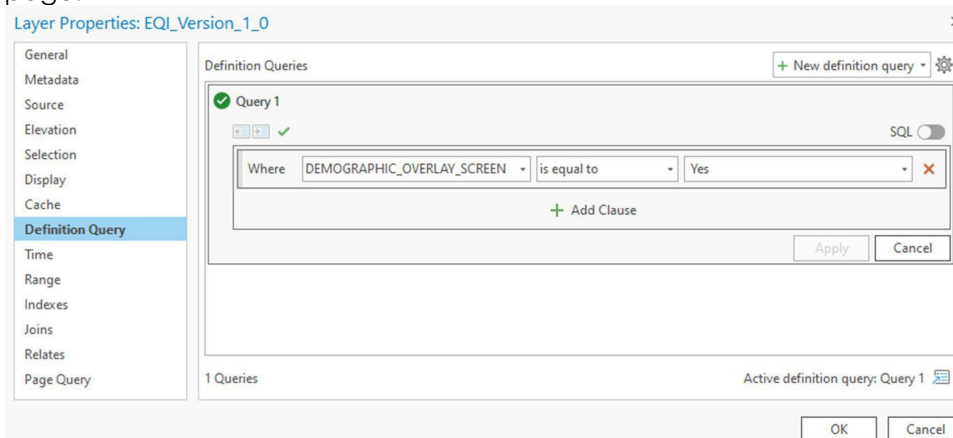 page.
Layer Properties: EQI_Version_1_0
General
Metadata
Source
Elevation
Selection
Display
Cache
Definition Query
Time
Range
Indexes
Joins
Relates
Page Query
Definition Queries
+ New definition query
Query 1
SQL
Where DEMOGRAPHIC_OVERLAY_SCREEN is equal to Yes
+ Add Clause
Apply Cancel
1 Queries
Active definition query: Query 1
OK Cancel